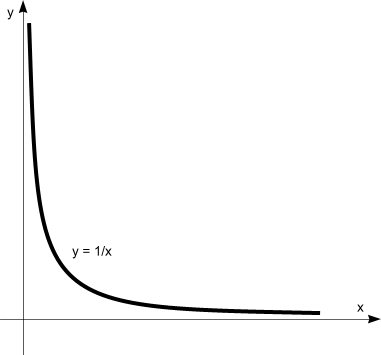 y
y = 1/x
x